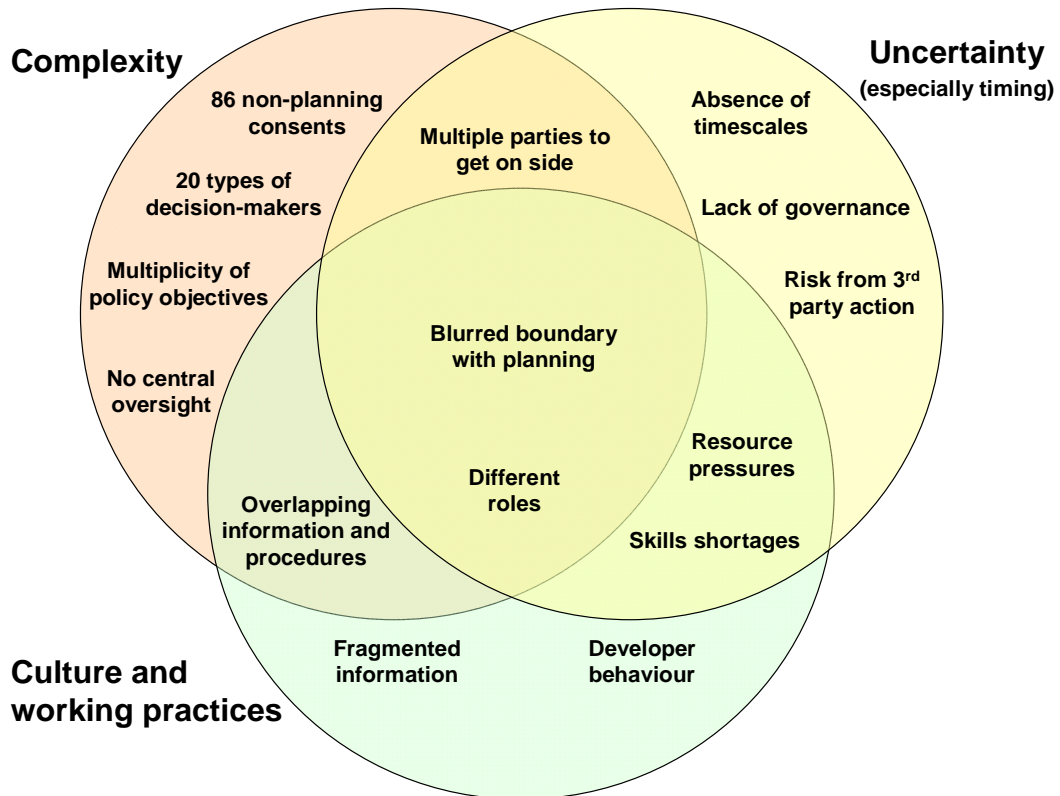 Complexity
Uncertainty
(especially timing)
86 non-planning
consents
Absence of
timescales
Multiple parties to
get on side
20 types of
decision-makers
Lack of governance
Multiplicity of
policy objectives
Risk from 3rd
party action
Blurred boundary
with planning
No central
oversight
Resource
pressures
Different
roles
Overlapping
information and
procedures
Skills shortages
Fragmented
information
Developer
behaviour
Culture and
working practices